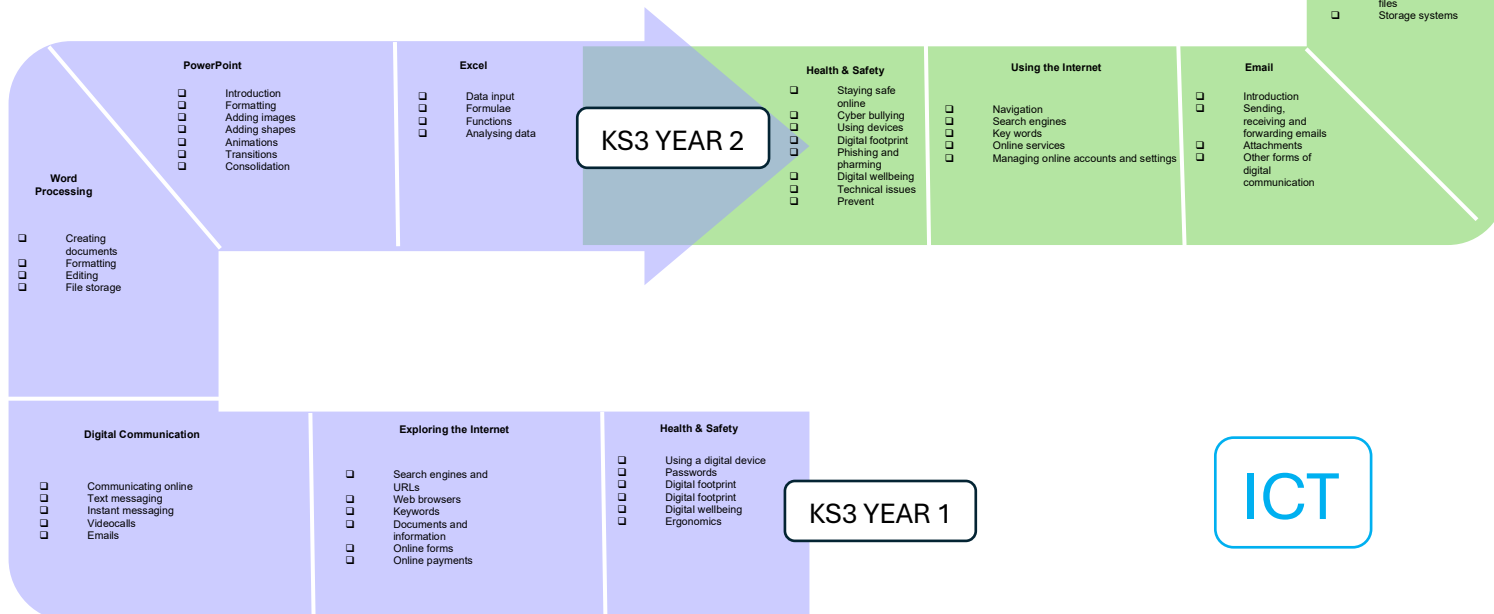 files
❑ Storage systems
PowerPoint
❑ Introduction
❑ Formatting
❑ Adding images
❑ Adding shapes
❑ Animations
❑ Transitions
❑ Consolidation
Excel
❑ Data input
❑ Formulae
❑ Functions
❑ Analysing data
KS3 YEAR 2
Health & Safety
❑ Staying safe
online
❑ Cyber bullying
❑ Using devices
❑ Digital footprint
❑ Phishing and
pharming
❑ Digital wellbeing
❑ Technical issues
❑ Prevent
Using the Internet
❑ Navigation
❑ Search engines
❑ Key words
❑ Online services
❑ Managing online accounts and settings
Email
❑ Introduction
❑ Sending,
receiving and
forwarding emails
❑ Attachments
❑ Other forms of
digital
communication
Word
Processing
❑ Creating
documents
❑ Formatting
❑ Editing
❑ File storage
Digital Communication
❑ Communicating online
❑ Text messaging
❑ Instant messaging
❑ Videocalls
❑ Emails
Exploring the Internet
❑ Search engines and
URLs
❑ Web browsers
❑ Keywords
❑ Documents and
information
❑ Online forms
❑ Online payments
Health & Safety
❑ Using a digital device
❑ Passwords
❑ Digital footprint
❑ Digital footprint
❑ Digital wellbeing
❑ Ergonomics
KS3 YEAR 1
ICT